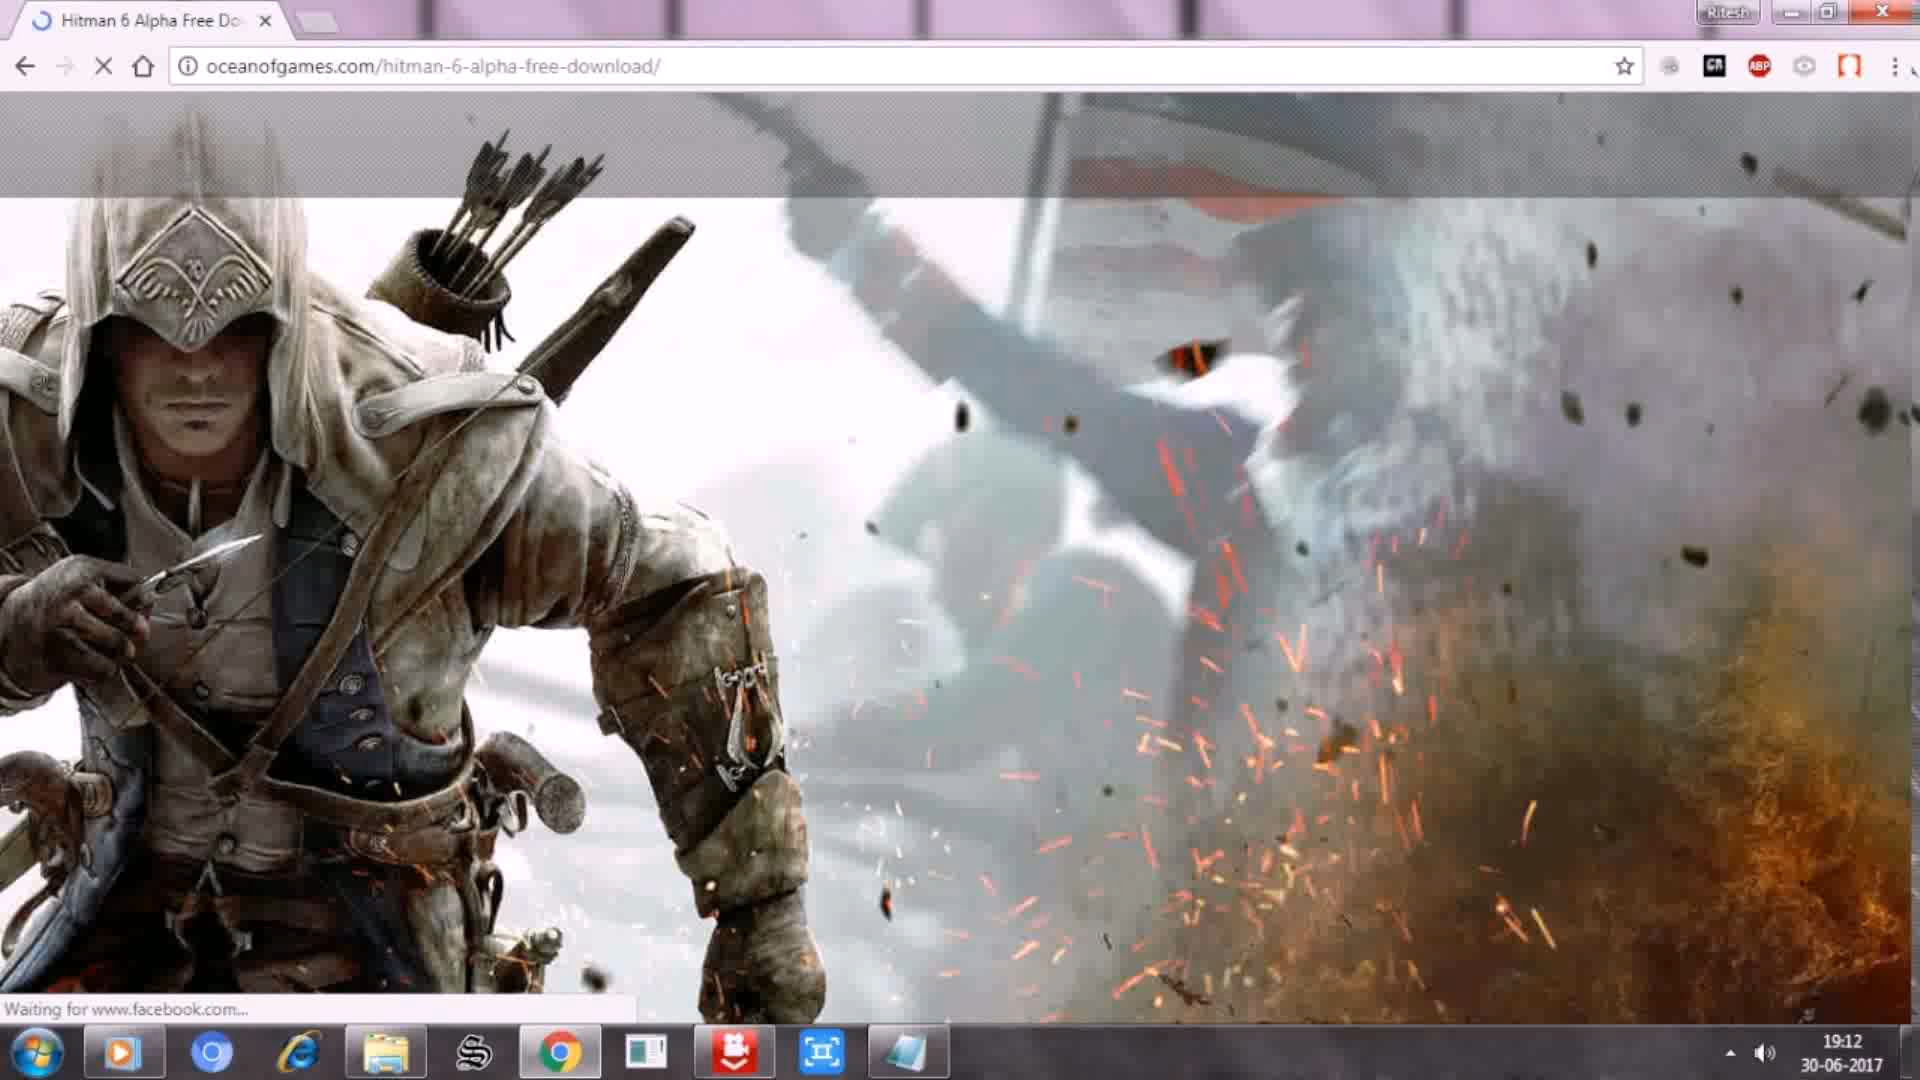 Hitman 6 Alpha Free Do
Ritesh
oceanofgames.com/hitman-6-alpha-free-download/
GR
ABP
Waiting for www.facebook.com...
19:12
30-06-2017